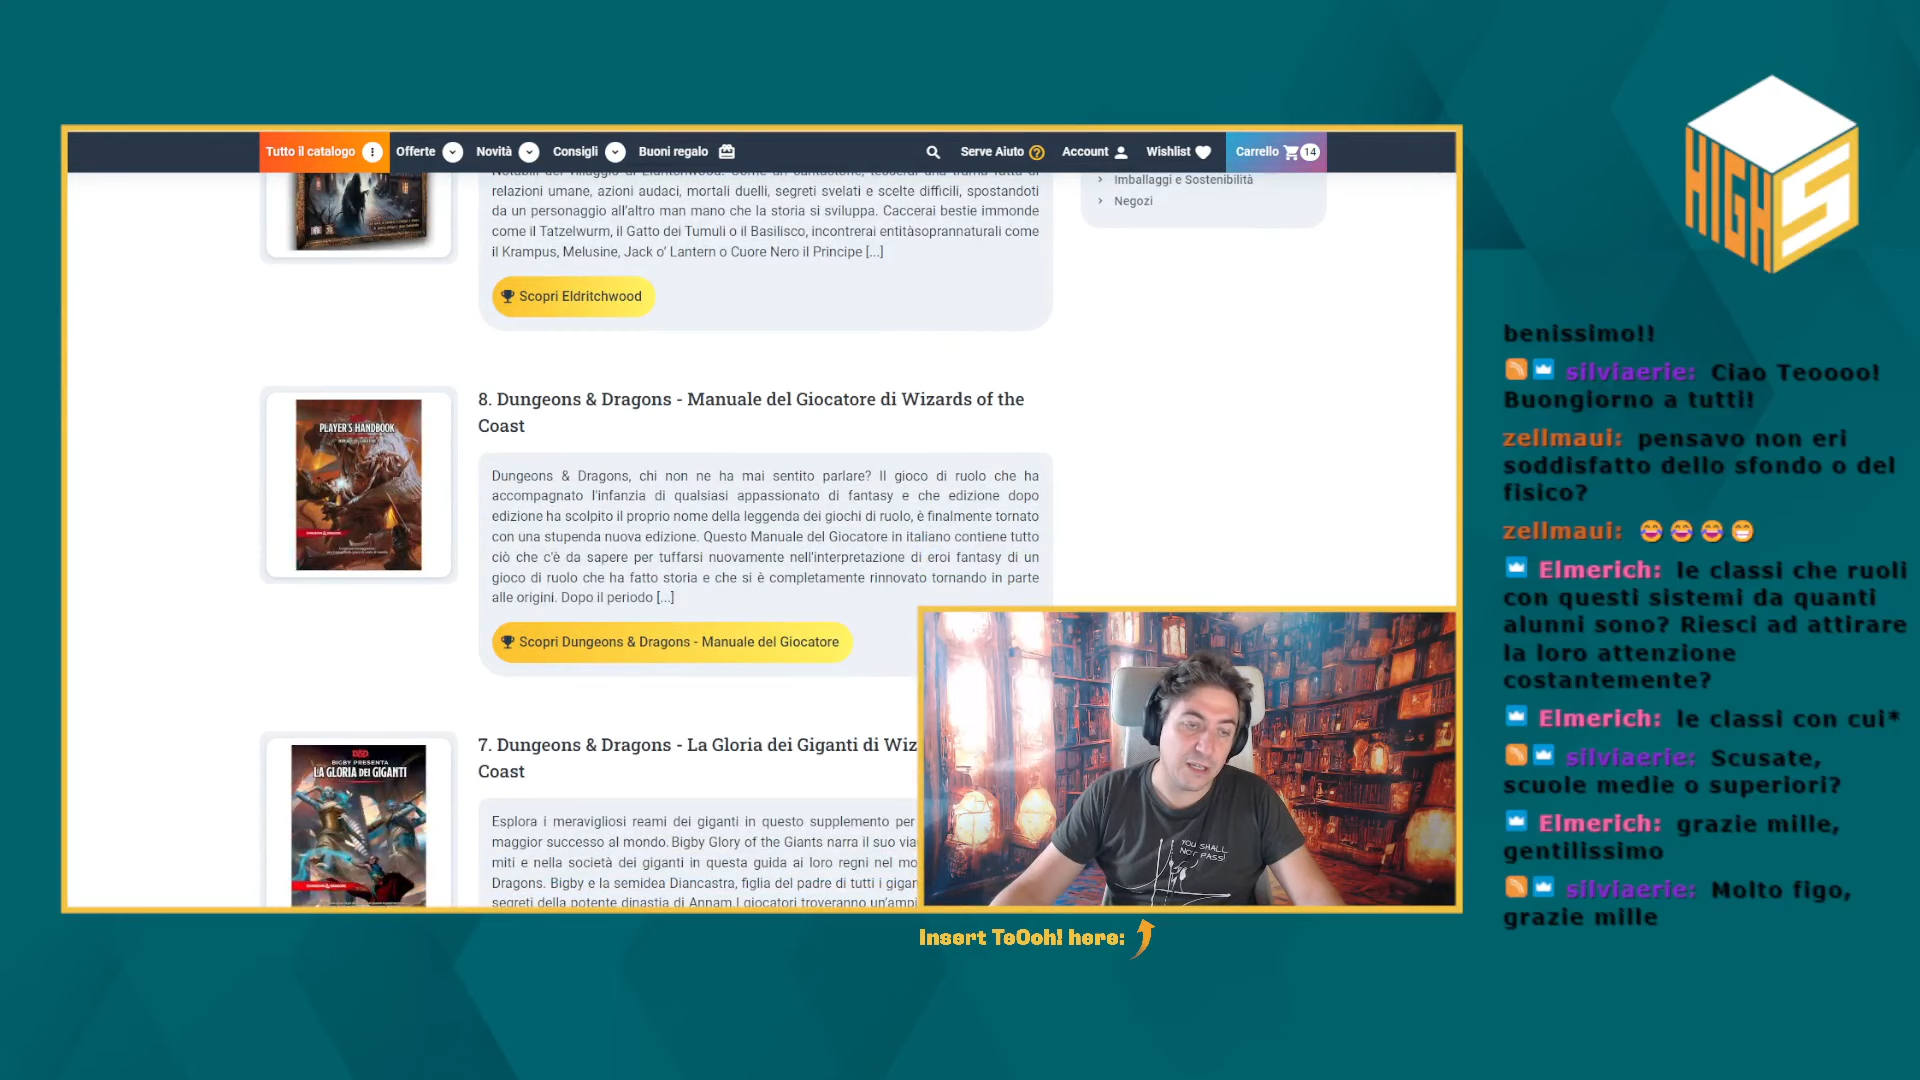 Tutto il catalogo
Offerte
Novità
Consigli
Buoni regalo
Serve Aiuto
Account
Wishlist
Carrello 14
relazioni umane, azioni audaci, mortali duelli, segreti svelati e scelte difficili, spostandoti
da un personaggio all'altro man mano che la storia si sviluppa. Caccerai bestie immonde
come il Tatzelwurm, il Gatto dei Tumuli o il Basilisco, incontrerai entitàsoprannaturali come
il Krampus, Melusine, Jack o' Lantern o Cuore Nero il Principe [...]
Scopri Eldritchwood
Imballaggi e Sostenibilità
Negozi
PLAYER'S HANDBOOK
8. Dungeons & Dragons - Manuale del Giocatore di Wizards of the
Coast
Dungeons & Dragons, chi non ne ha mai sentito parlare? Il gioco di ruolo che ha
accompagnato l'infanzia di qualsiasi appassionato di fantasy e che edizione dopo
edizione ha scolpito il proprio nome della leggenda dei giochi di ruolo, è finalmente tornato
con una stupenda nuova edizione. Questo Manuale del Giocatore in italiano contiene tutto
ciò che c'è da sapere per tuffarsi nuovamente nell'interpretazione di eroi fantasy di un
gioco di ruolo che ha fatto storia e che si è completamente rinnovato tornando in parte
alle origini. Dopo il periodo [...]
Scopri Dungeons & Dragons - Manuale del Giocatore
BIGBY PRESENTA
LA GLORIA DEI GIGANTI
7. Dungeons & Dragons - La Gloria dei Giganti di Wiz
Coast
Esplora i meravigliosi reami dei giganti in questo supplemento per
maggior successo al mondo. Bigby Glory of the Giants narra il suo via
miti e nella società dei giganti in questa guida ai loro regni nel mo
Dragons. Bigby e la semidea Diancastra, figlia del padre di tutti i gigan
segreti della potente dinastia di Annam I giocatori troveranno un'ampi
YOU SHALL
NOT PASS!
Insert TeOoh! here:
HIGH 5
benissimo!!
silviaerie: Ciao Teoooo!
Buongiorno a tutti!
zellmaui: pensavo non eri
soddisfatto dello sfondo o del
fisico?
zellmaui: 😂😂😂😁
Elmerich: le classi che ruoli
con questi sistemi da quanti
alunni sono? Riesci ad attirare
la loro attenzione
costantemente?
Elmerich: le classi con cui*
silviaerie: Scusate,
scuole medie o superiori?
Elmerich: grazie mille,
gentilissimo
silviaerie: Molto figo,
grazie mille